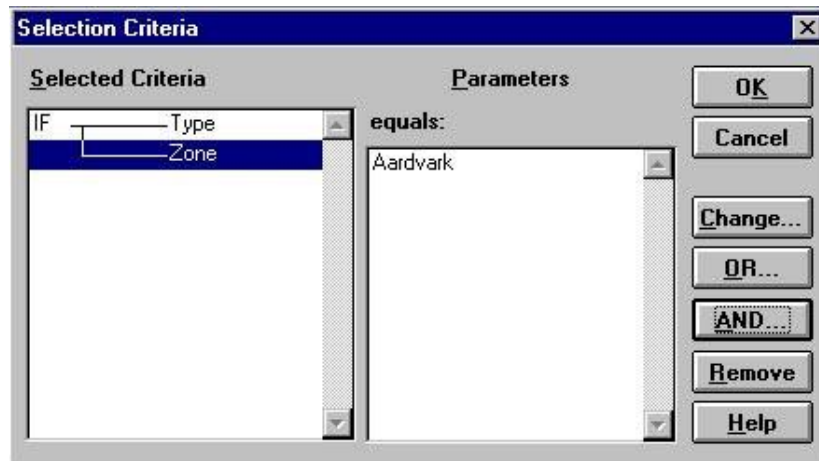 Selection Criteria
Selected Criteria
IF Type
Zone
Parameters
equals:
Aardvark
OK
Cancel
Change...
OR...
AND...
Remove
Help